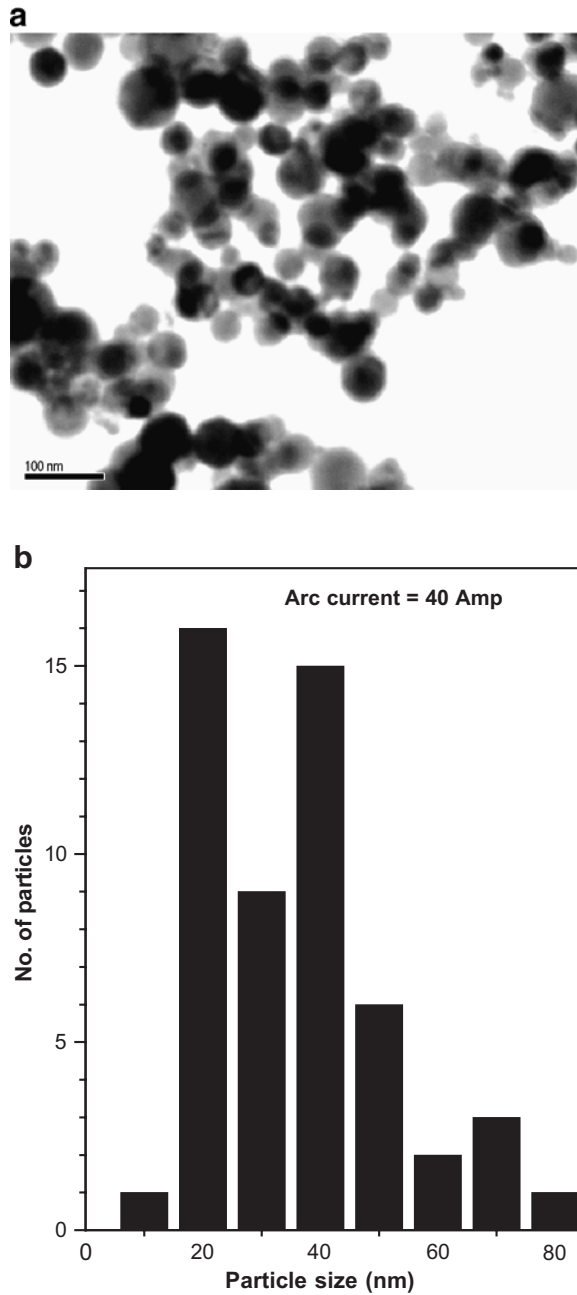 a
100 nm
b
Arc current = 40 Amp
15
10
5
0
No. of particles
0 20 40 60 80
Particle size (nm)